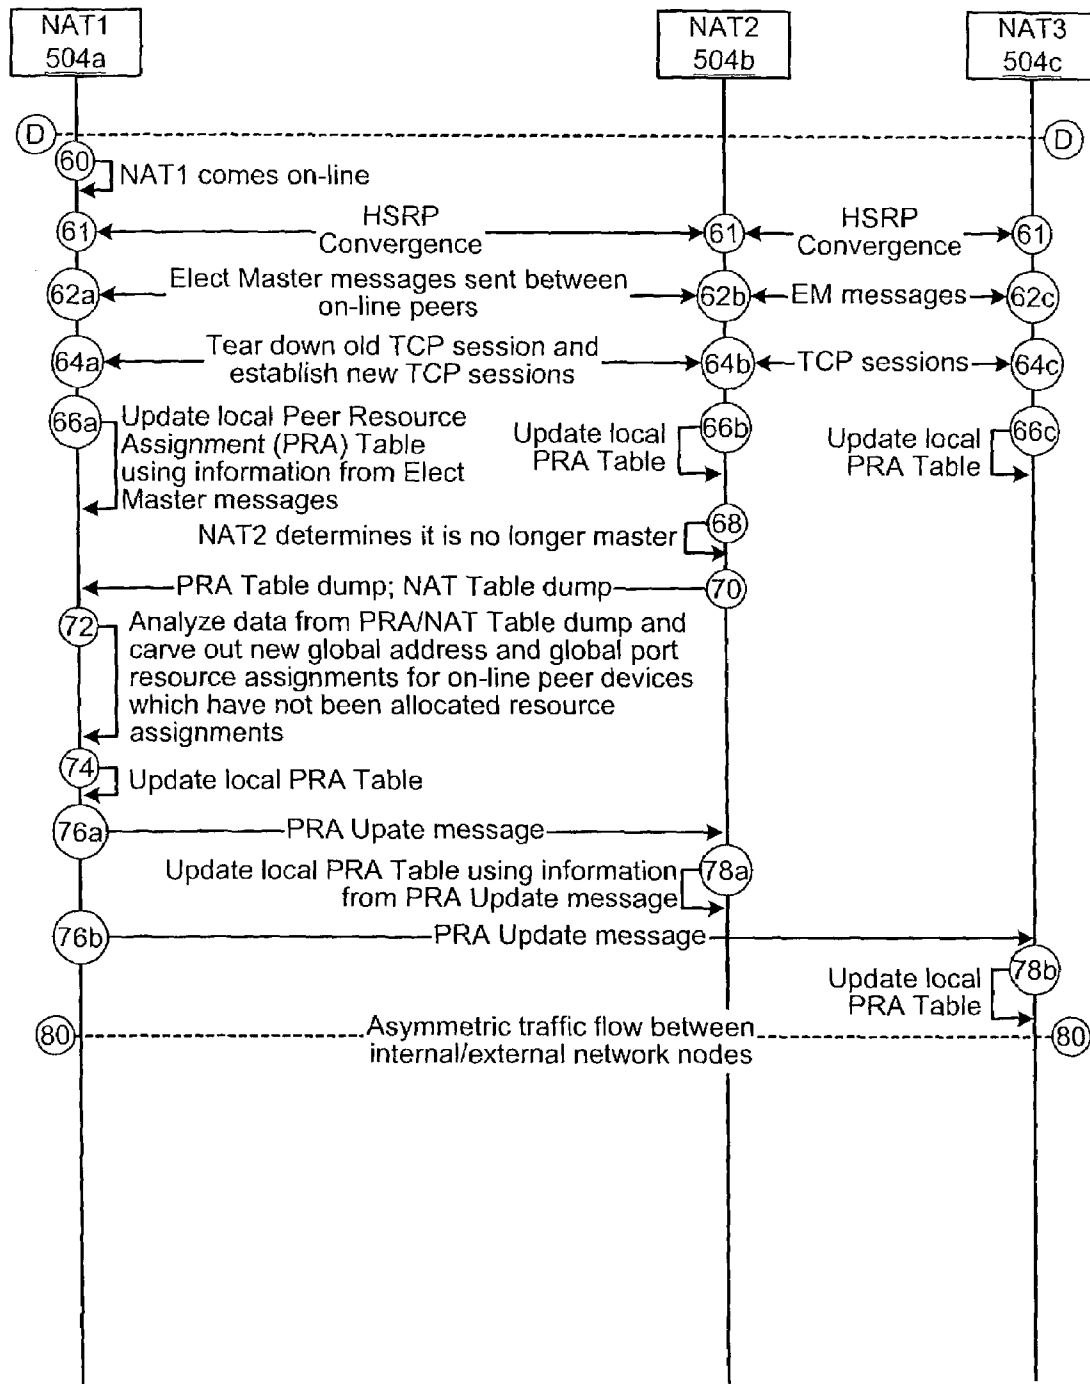 NAT1
504a
NAT2
504b
NAT3
504c
D
D
60
NAT1 comes on-line
61
HSRP
Convergence
61
HSRP
Convergence
61
62a
Elect Master messages sent between
on-line peers
62b
EM messages
62c
64a
Tear down old TCP session and
establish new TCP sessions
64b
TCP sessions
64c
66a
Update local Peer Resource
Assignment (PRA) Table
using information from Elect
Master messages
Update local
PRA Table
66b
Update local
PRA Table
66c
NAT2 determines it is no longer master
68
PRA Table dump; NAT Table dump
70
72
Analyze data from PRA/NAT Table dump and
carve out new global address and global port
resource assignments for on-line peer devices
which have not been allocated resource
assignments
74
Update local PRA Table
76a
PRA Upate message
Update local PRA Table using information
from PRA Update message
78a
76b
PRA Update message
Update local
PRA Table
78b
80
Asymmetric traffic flow between
internal/external network nodes
80